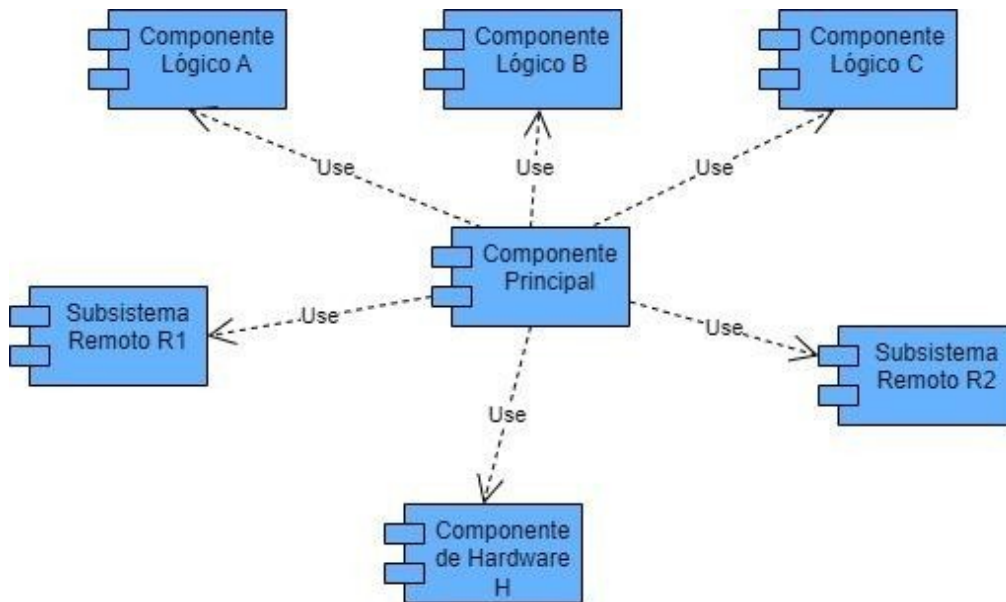 Componente
Lógico A
Componente
Lógico B
Componente
Lógico C
Use
Use
Use
Componente
Principal
Subsistema
Remoto R1
Use
Use
Subsistema
Remoto R2
Use
Componente
de Hardware
H